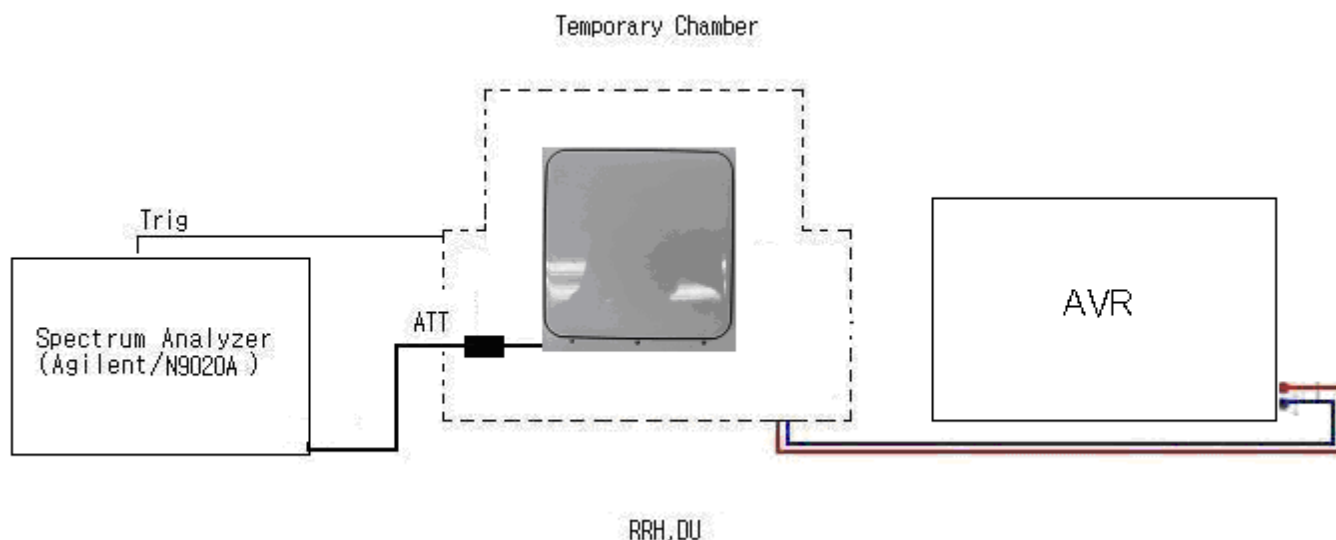 Temporary Chamber
Trig
ATT
Spectrum Analyzer
(Agilent/N9020A )
AVR
RRH.DU